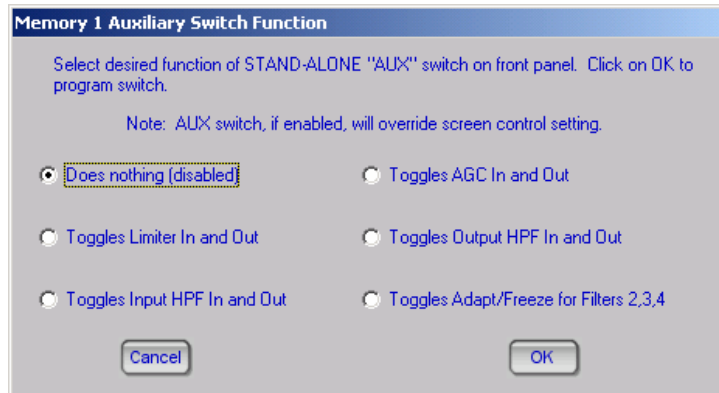 Memory 1 Auxiliary Switch Function
Select desired function of STAND-ALONE "AUX" switch on front panel.  Click on OK to
program switch.
Note:  AUX switch, if enabled, will override screen control setting.
Does nothing (disabled)
Toggles AGC In and Out
Toggles Limiter In and Out
Toggles Output HPF In and Out
Toggles Input HPF In and Out
Toggles Adapt/Freeze for Filters 2,3,4
Cancel
OK